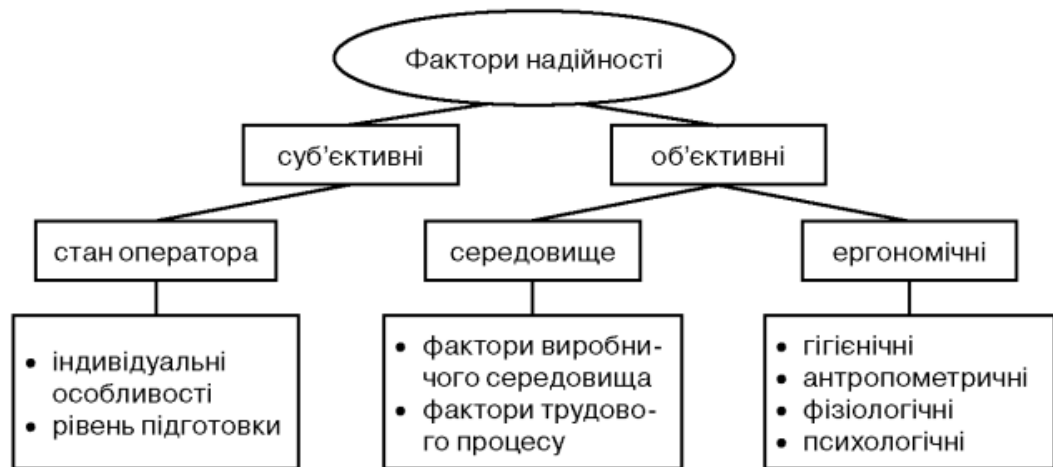 Фактори надійності
суб’єктивні
об’єктивні
стан оператора
середовище
ергономічні
• індивідуальні
особливості
• рівень підготовки
• фактори виробни-
чого середовища
• фактори трудово-
го процесу
• гігієнічні
• антропометричні
• фізіологічні
• психологічні